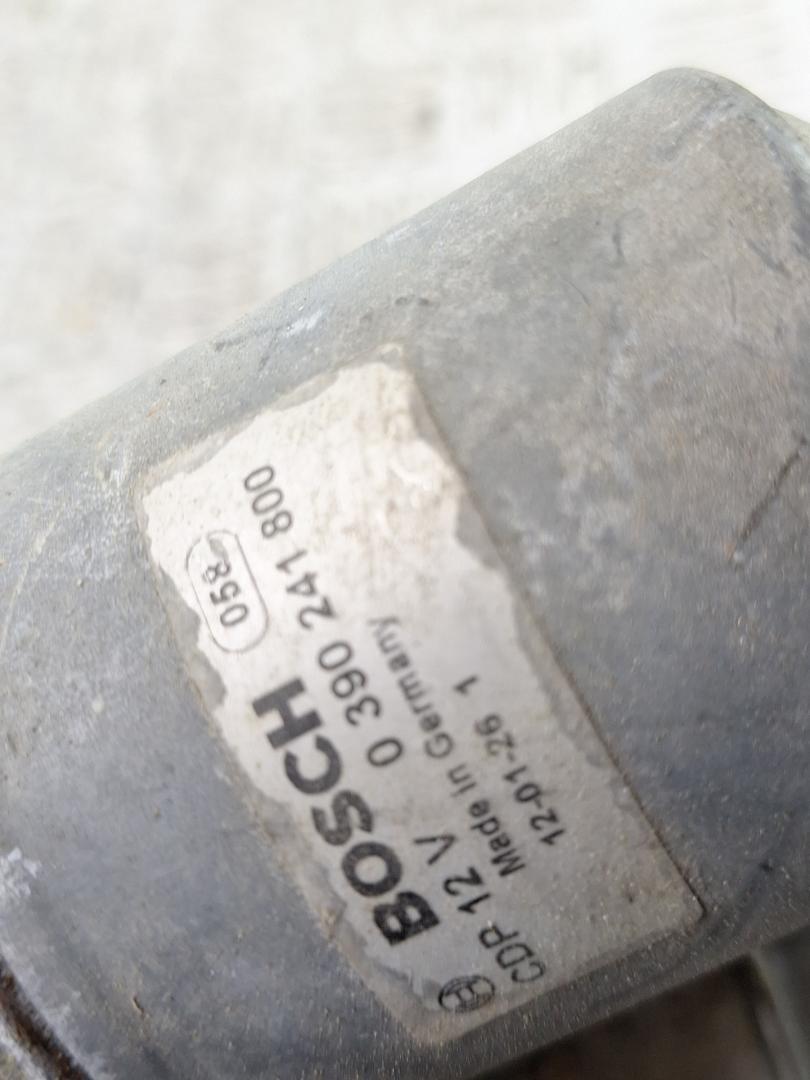 BOSCH 058
CDP 12 V 0 390 241 800
Made in Germany
12-01-26 1